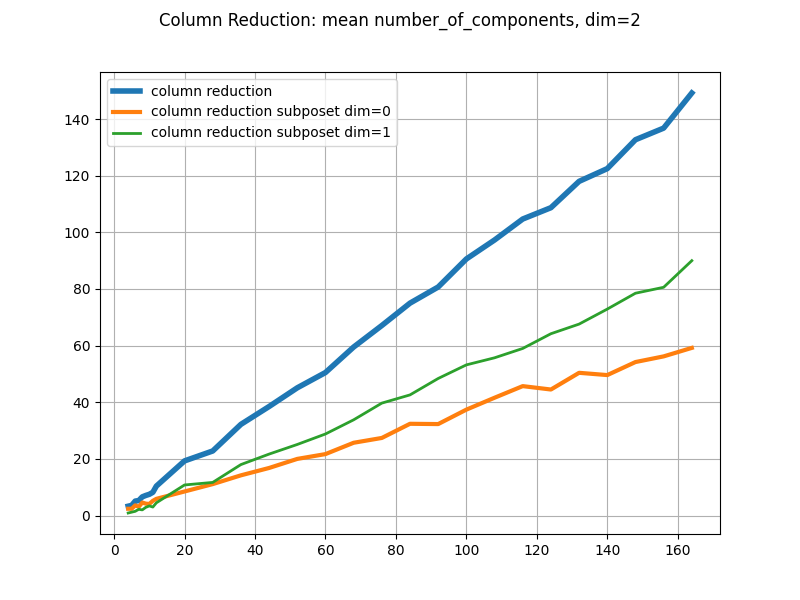 Column Reduction: mean number_of_components, dim=2
column reduction
column reduction subposet dim=0
column reduction subposet dim=1
140
120
100
80
60
40
20
0
0 20 40 60 80 100 120 140 160